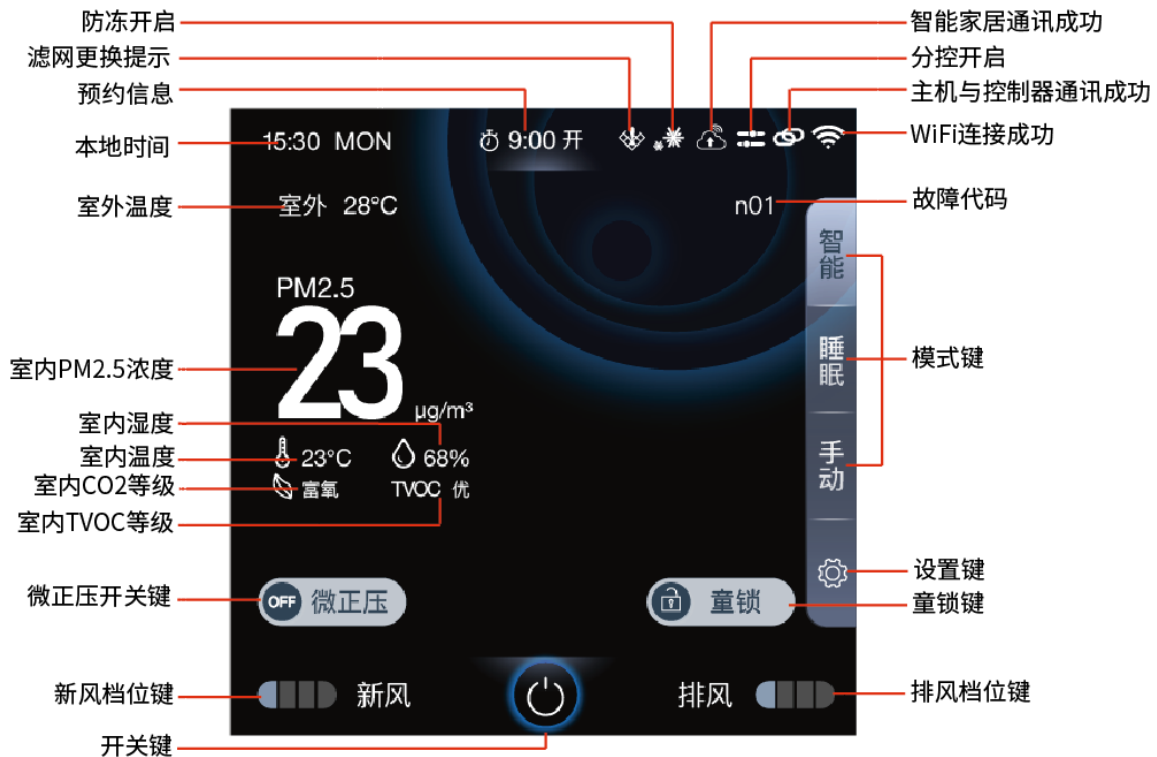 防冻开启
智能家居通讯成功
滤网更换提示
分控开启
预约信息
主机与控制器通讯成功
本地时间
15:30 MON
9:00 开
WiFi连接成功
室外温度
室外 28°C
n01
故障代码
智能
PM2.5
23
μg/m³
室内PM2.5浓度
睡眠
模式键
室内湿度
室内温度
23°C
68%
手动
室内CO2等级
富氧
TVOC 优
室内TVOC等级
设置键
微正压开关键
OFF 微正压
童锁
童锁键
新风档位键
新风
排风
排风档位键
开关键